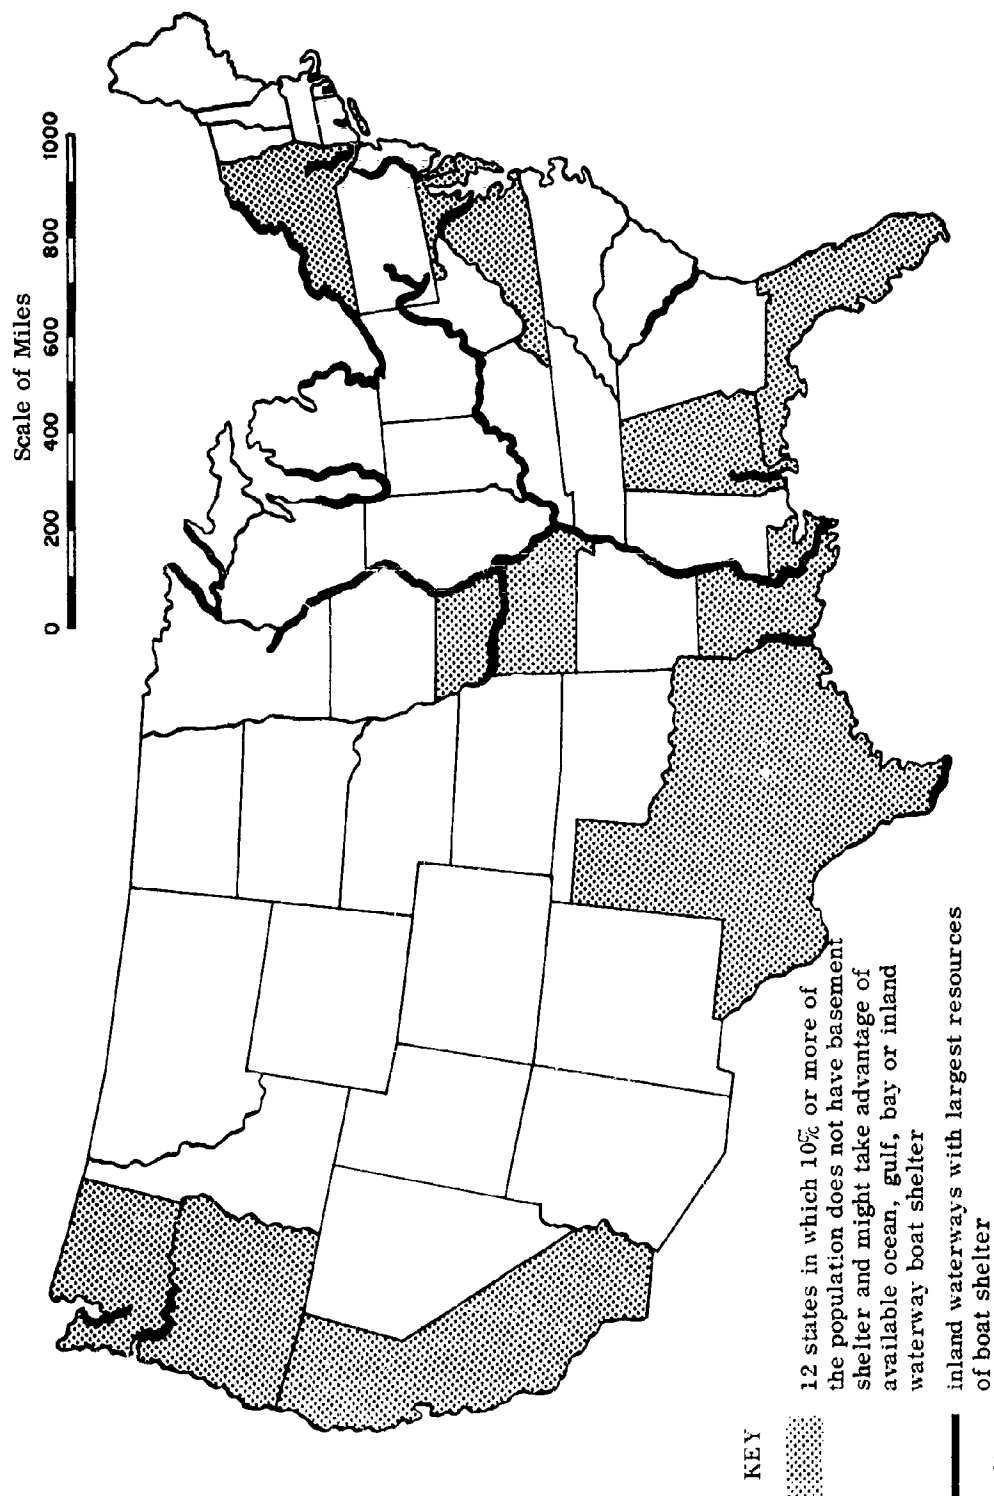 Scale of Miles
0 200 400 600 800 1000
KEY
12 states in which 10% or more of
the population does not have basement
shelter and might take advantage of
available ocean, gulf, bay or inland
waterway boat shelter
inland waterways with largest resources
of boat shelter